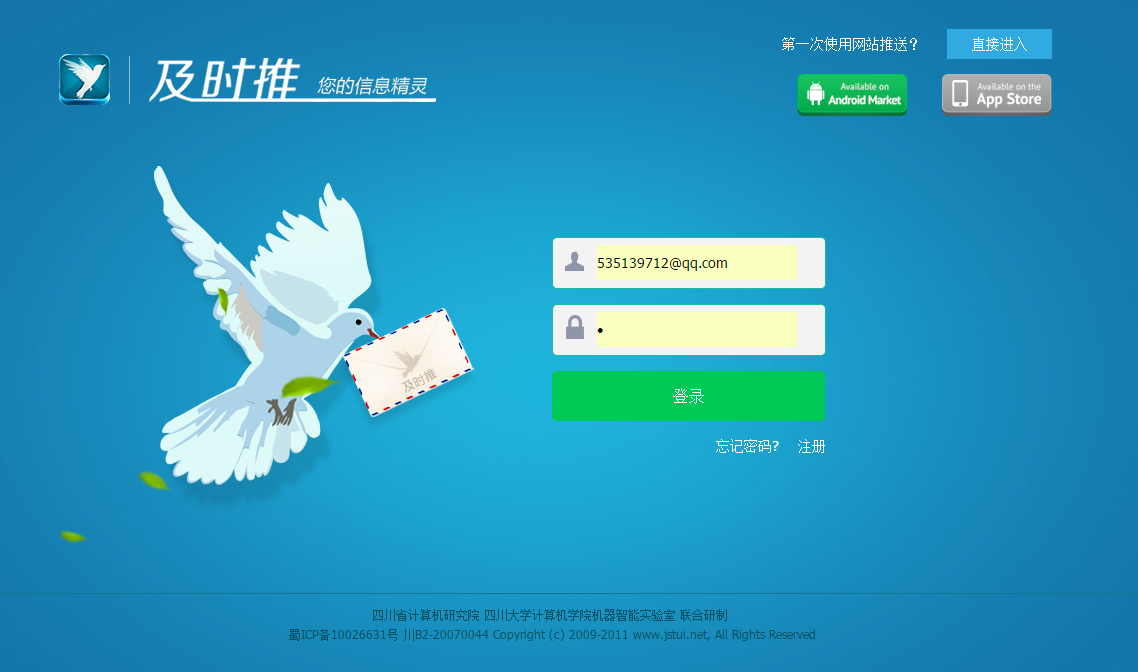 第一次使用网站推送？
直接进入
及时推 您的信息精灵
Available on
Android Market
Available on the
App Store
535139712@qq.com
•
及时推
登录
忘记密码? 注册
四川省计算机研究院 四川大学计算机学院机器智能实验室 联合研制
蜀ICP备10026631号 川B2-20070044 Copyright (c) 2009-2011 www.jstui.net, All Rights Reserved